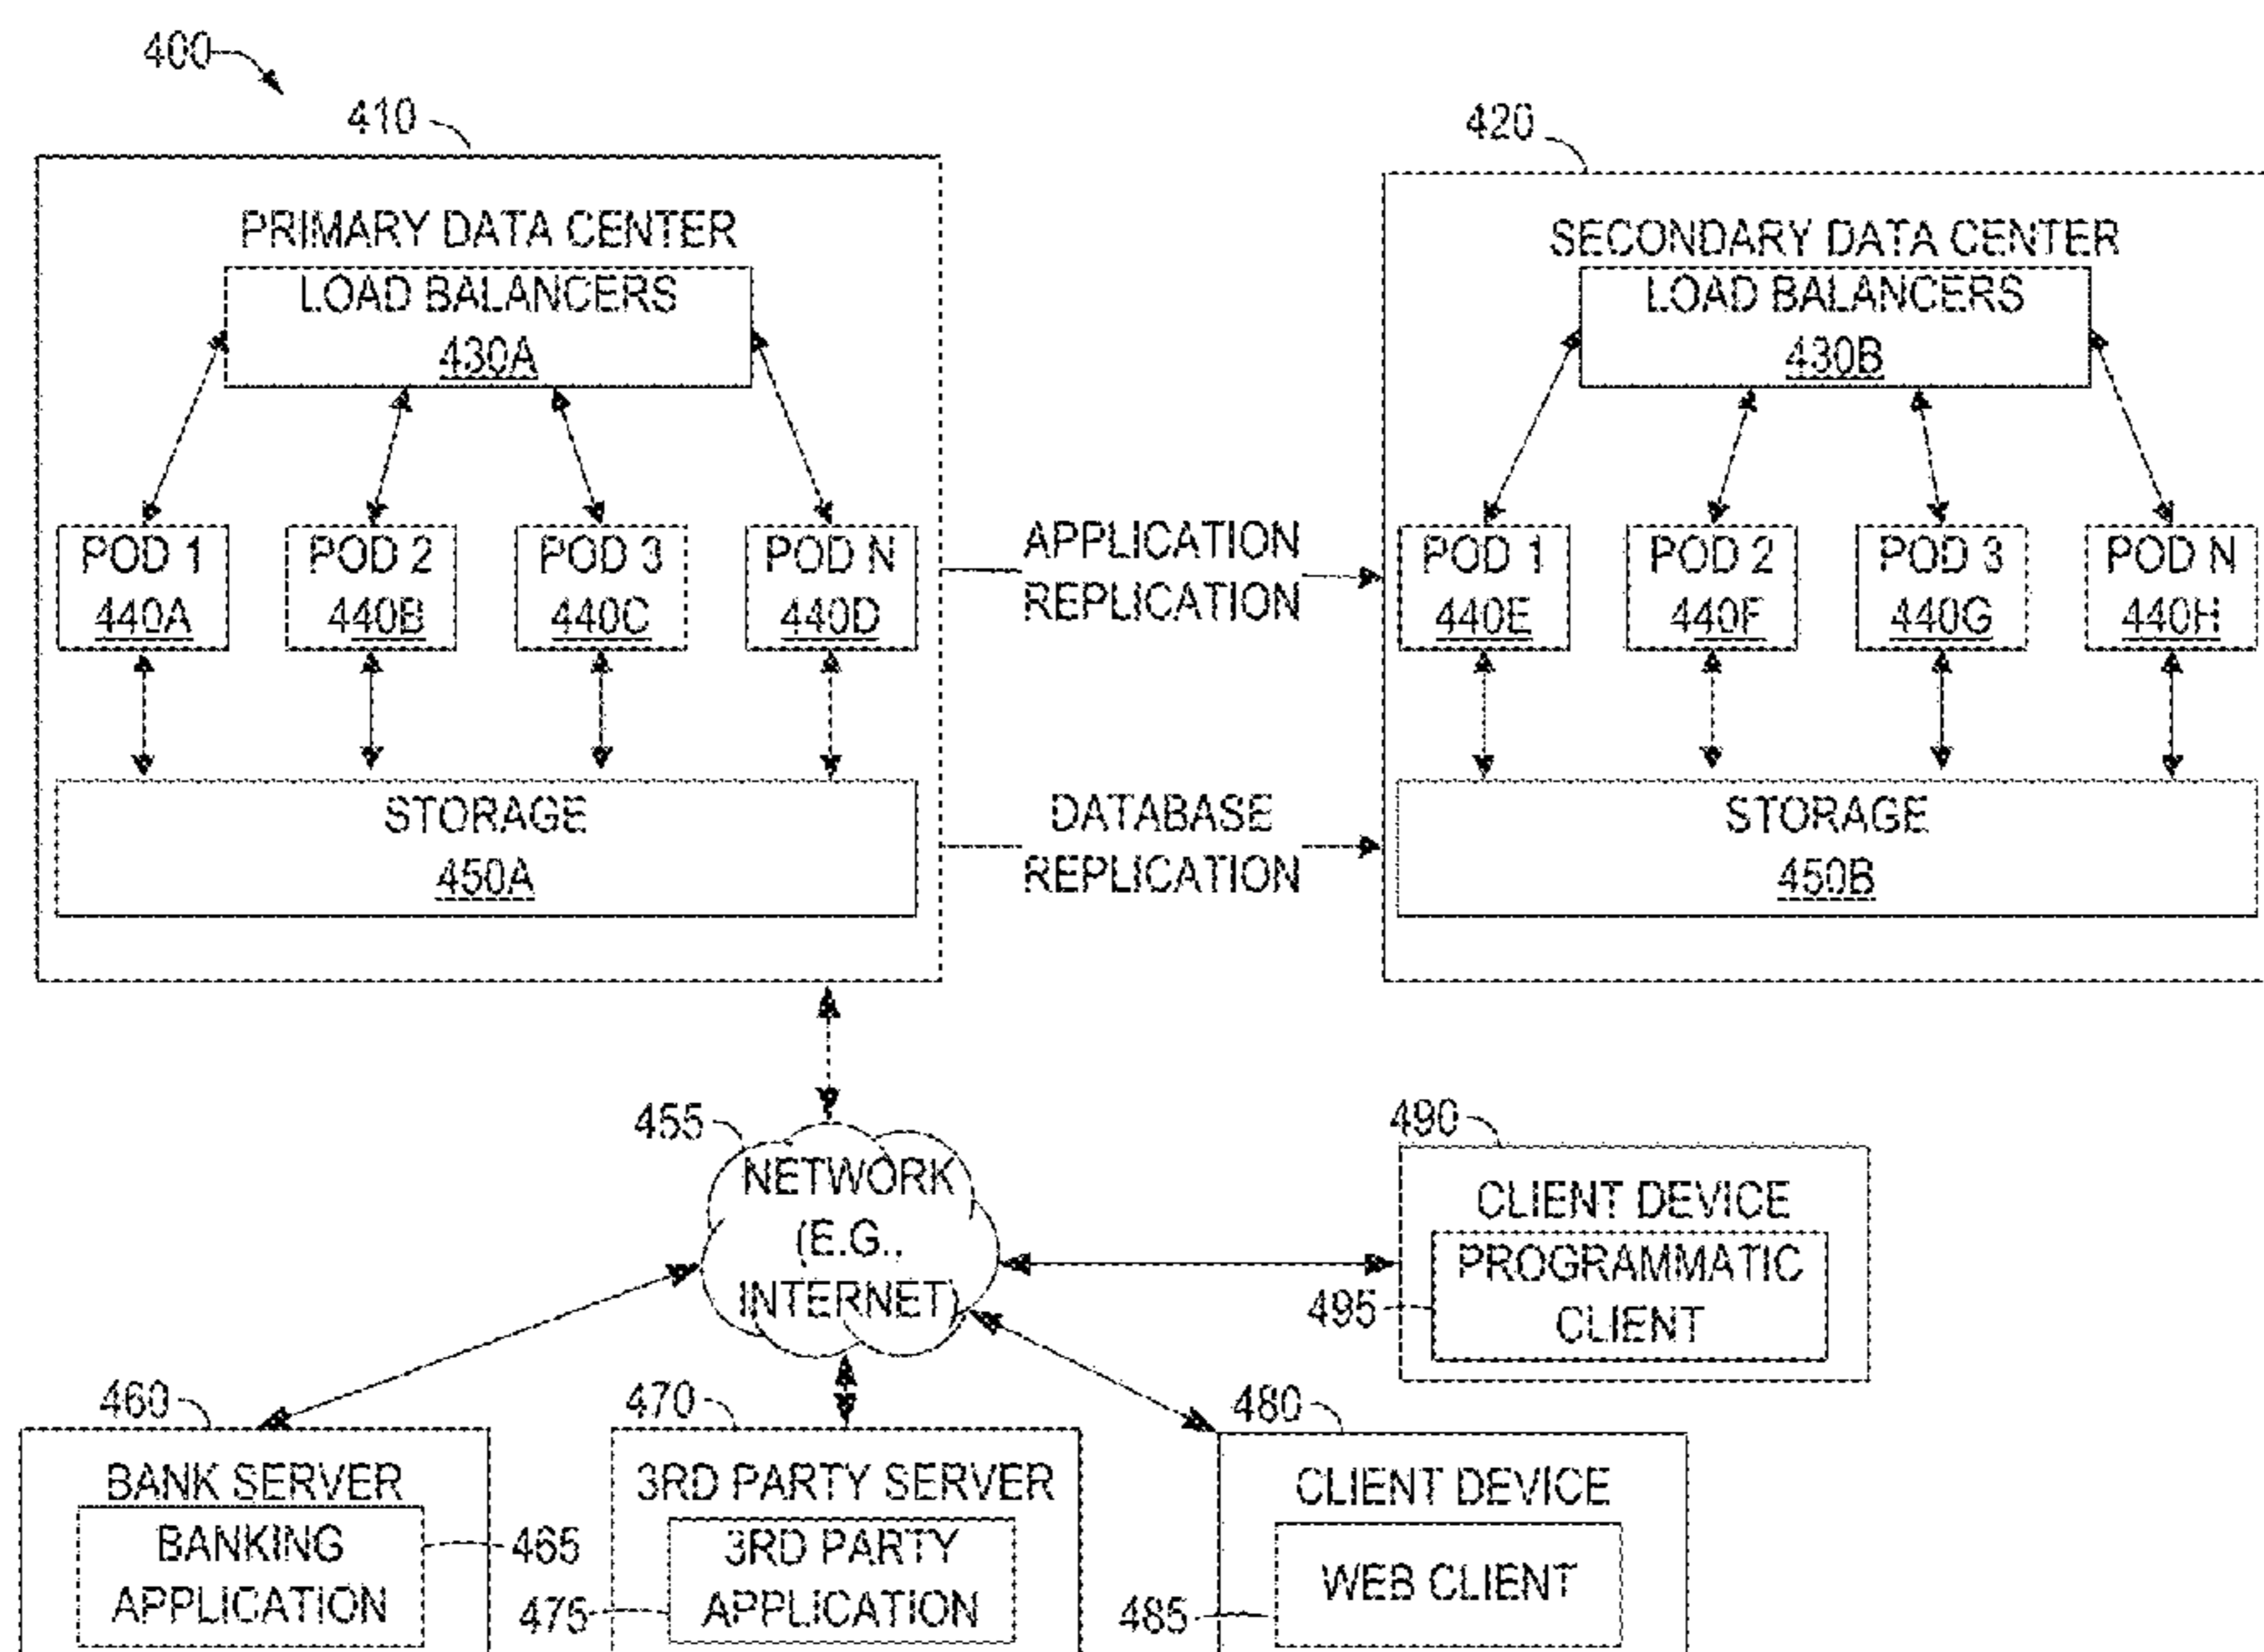 400
410
420
PRIMARY DATA CENTER
LOAD BALANCERS
430A
POD 1
440A
POD 2
440B
POD 3
440C
POD N
440D
STORAGE
450A
APPLICATION
REPLICATION
DATABASE
REPLICATION
SECONDARY DATA CENTER
LOAD BALANCERS
430B
POD 1
440E
POD 2
440F
POD 3
440G
POD N
440H
STORAGE
450B
455
NETWORK
(E.G.,
INTERNET)
490
CLIENT DEVICE
PROGRAMMATIC
CLIENT
495
460
BANK SERVER
BANKING
APPLICATION
465
470
3RD PARTY SERVER
3RD PARTY
APPLICATION
475
480
CLIENT DEVICE
WEB CLIENT
485